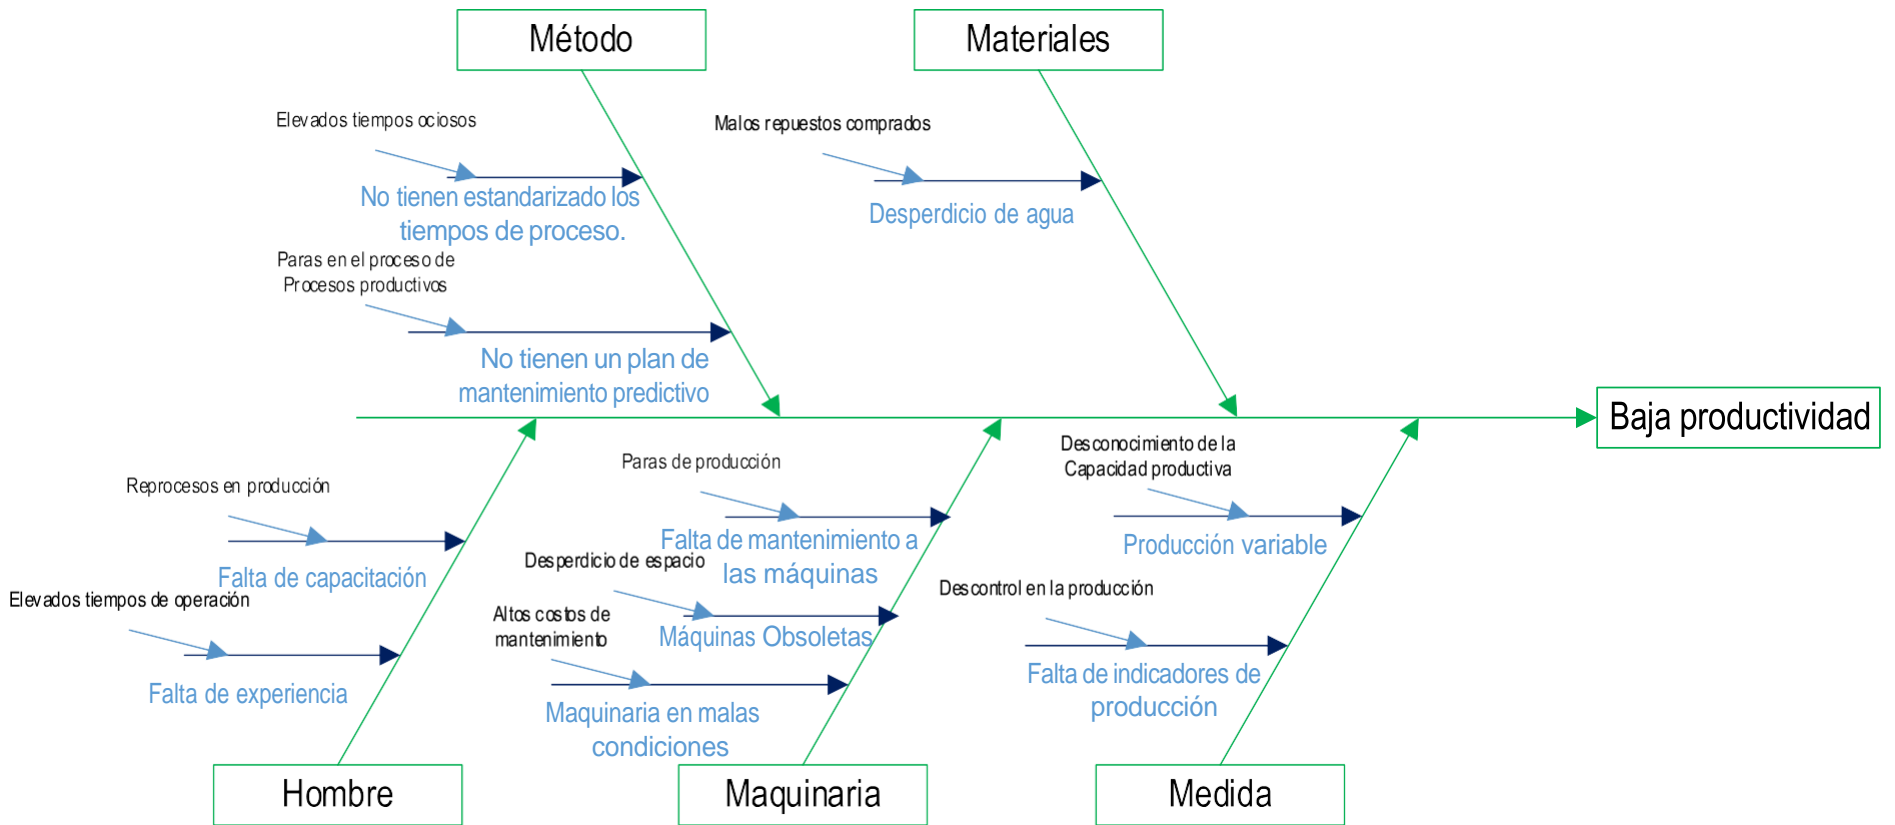 Método
Materiales
Elevados tiempos ociosos
No tienen estandarizado los
tiempos de proceso.
Malos repuestos comprados
Desperdicio de agua
Paras en el proceso de
Procesos productivos
No tienen un plan de
mantenimiento predictivo
Baja productividad
Reprocesos en producción
Falta de capacitación
Elevados tiempos de operación
Falta de experiencia
Paras de producción
Falta de mantenimiento a
las máquinas
Desperdicio de espacio
Máquinas Obsoletas
Altos costos de
mantenimiento
Maquinaria en malas
condiciones
Desconocimiento de la
Capacidad productiva
Producción variable
Descontrol en la producción
Falta de indicadores de
producción
Hombre
Maquinaria
Medida